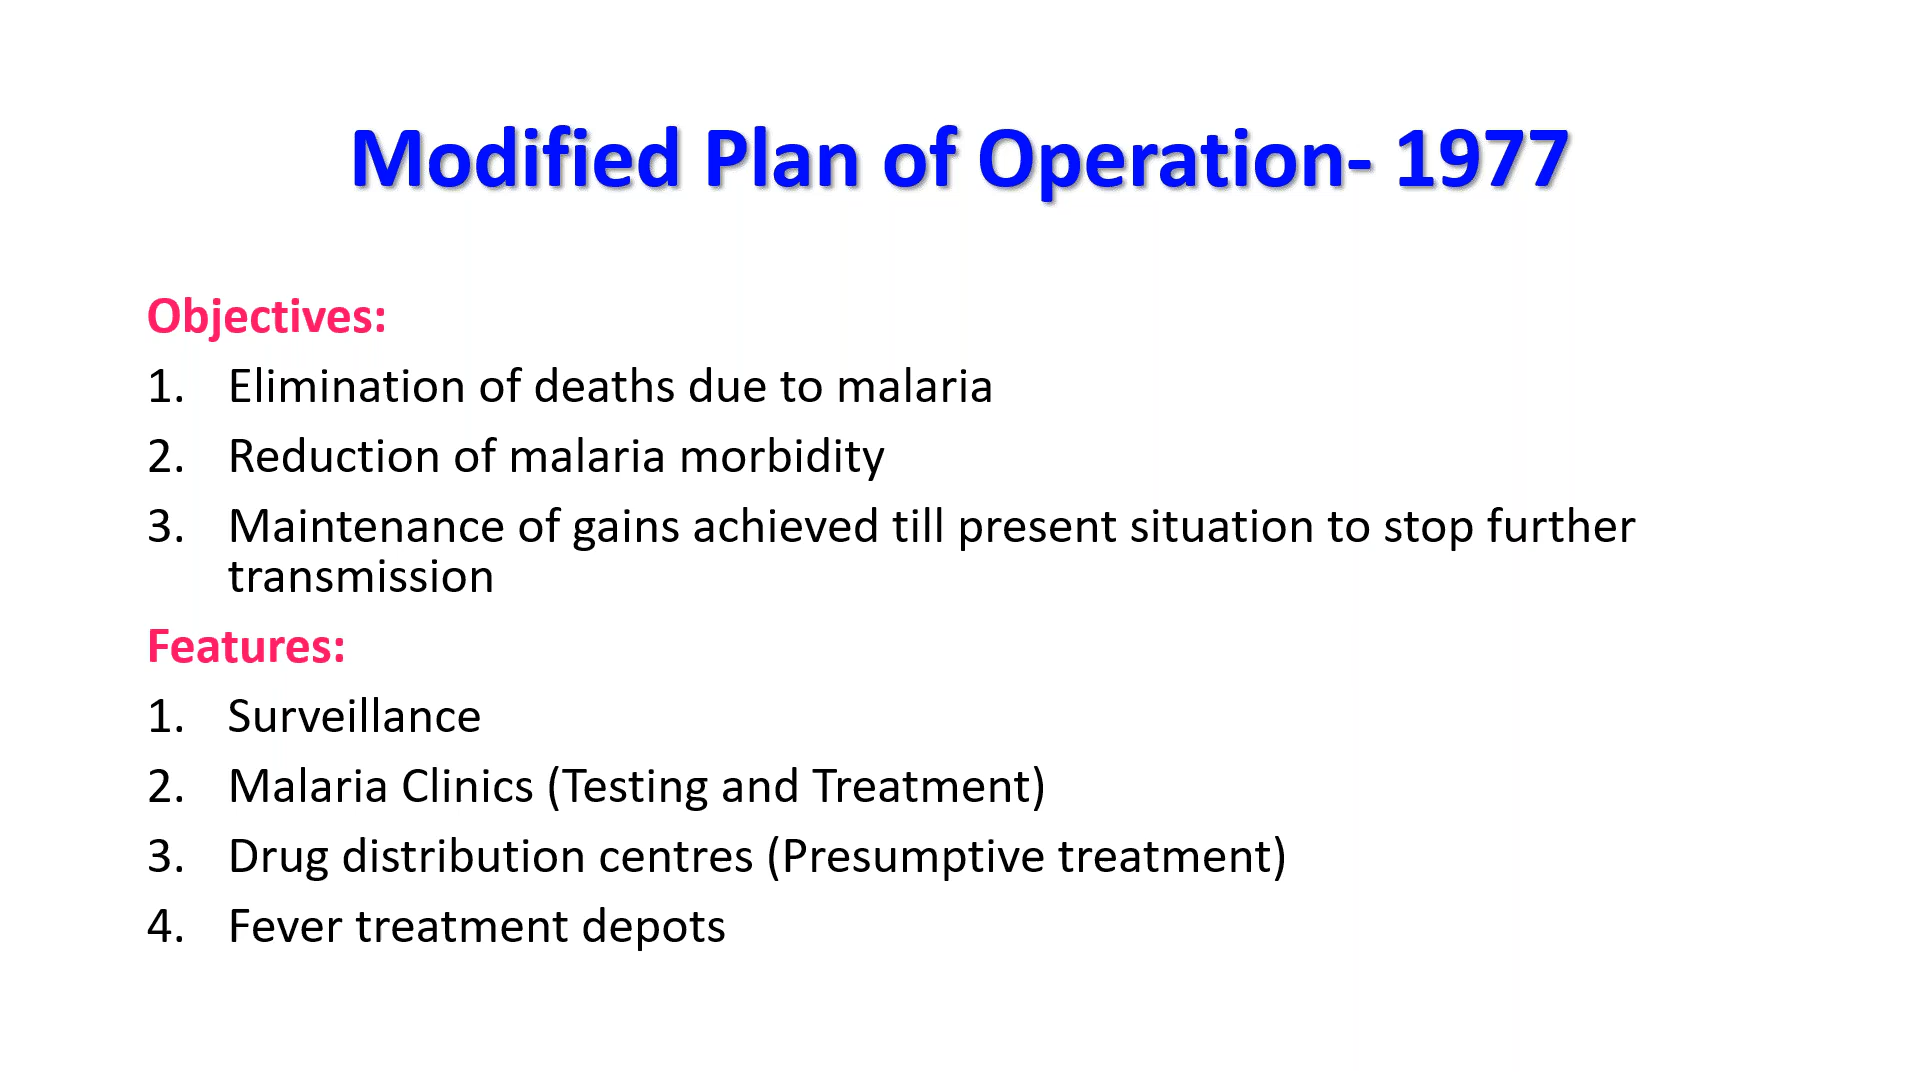 Modified Plan of Operation- 1977
Objectives:
1. Elimination of deaths due to malaria
2. Reduction of malaria morbidity
3. Maintenance of gains achieved till present situation to stop further
transmission
Features:
1. Surveillance
2. Malaria Clinics (Testing and Treatment)
3. Drug distribution centres (Presumptive treatment)
4. Fever treatment depots